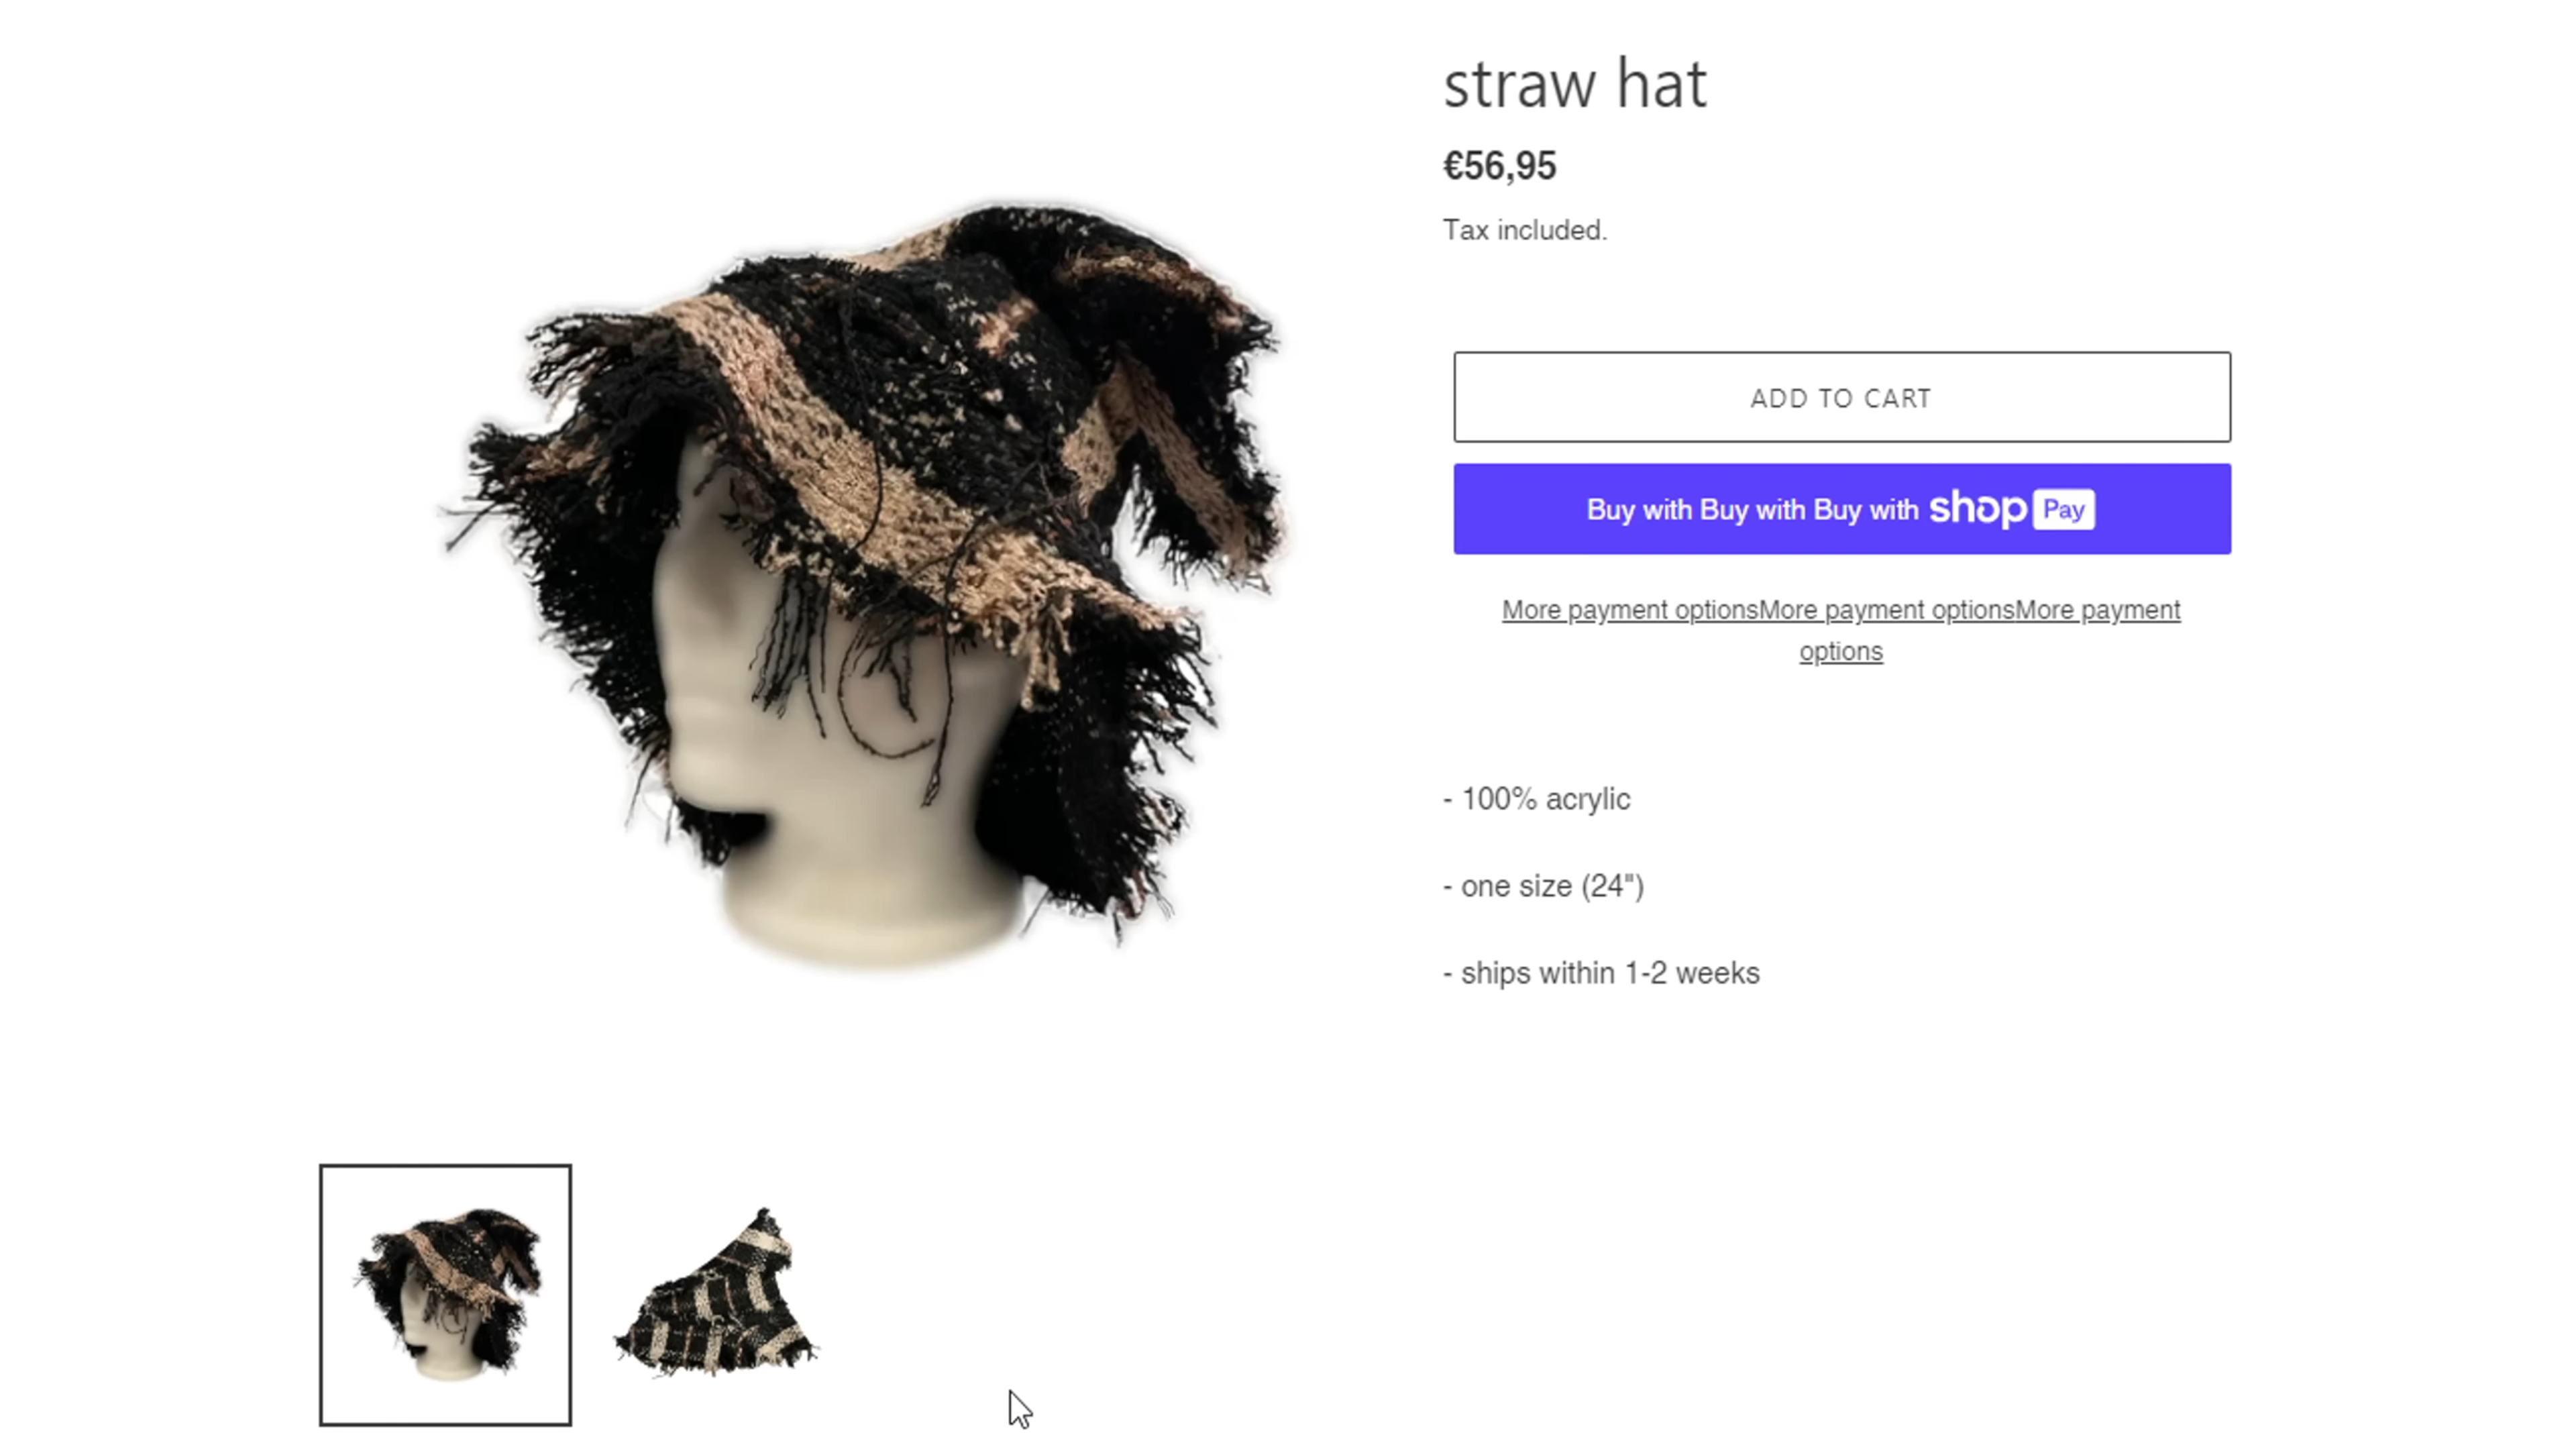 straw hat
€56,95
Tax included.
ADD TO CART
Buy with Buy with Buy with shop Pay
More payment optionsMore payment optionsMore payment
options
- 100% acrylic
- one size (24")
- ships within 1-2 weeks